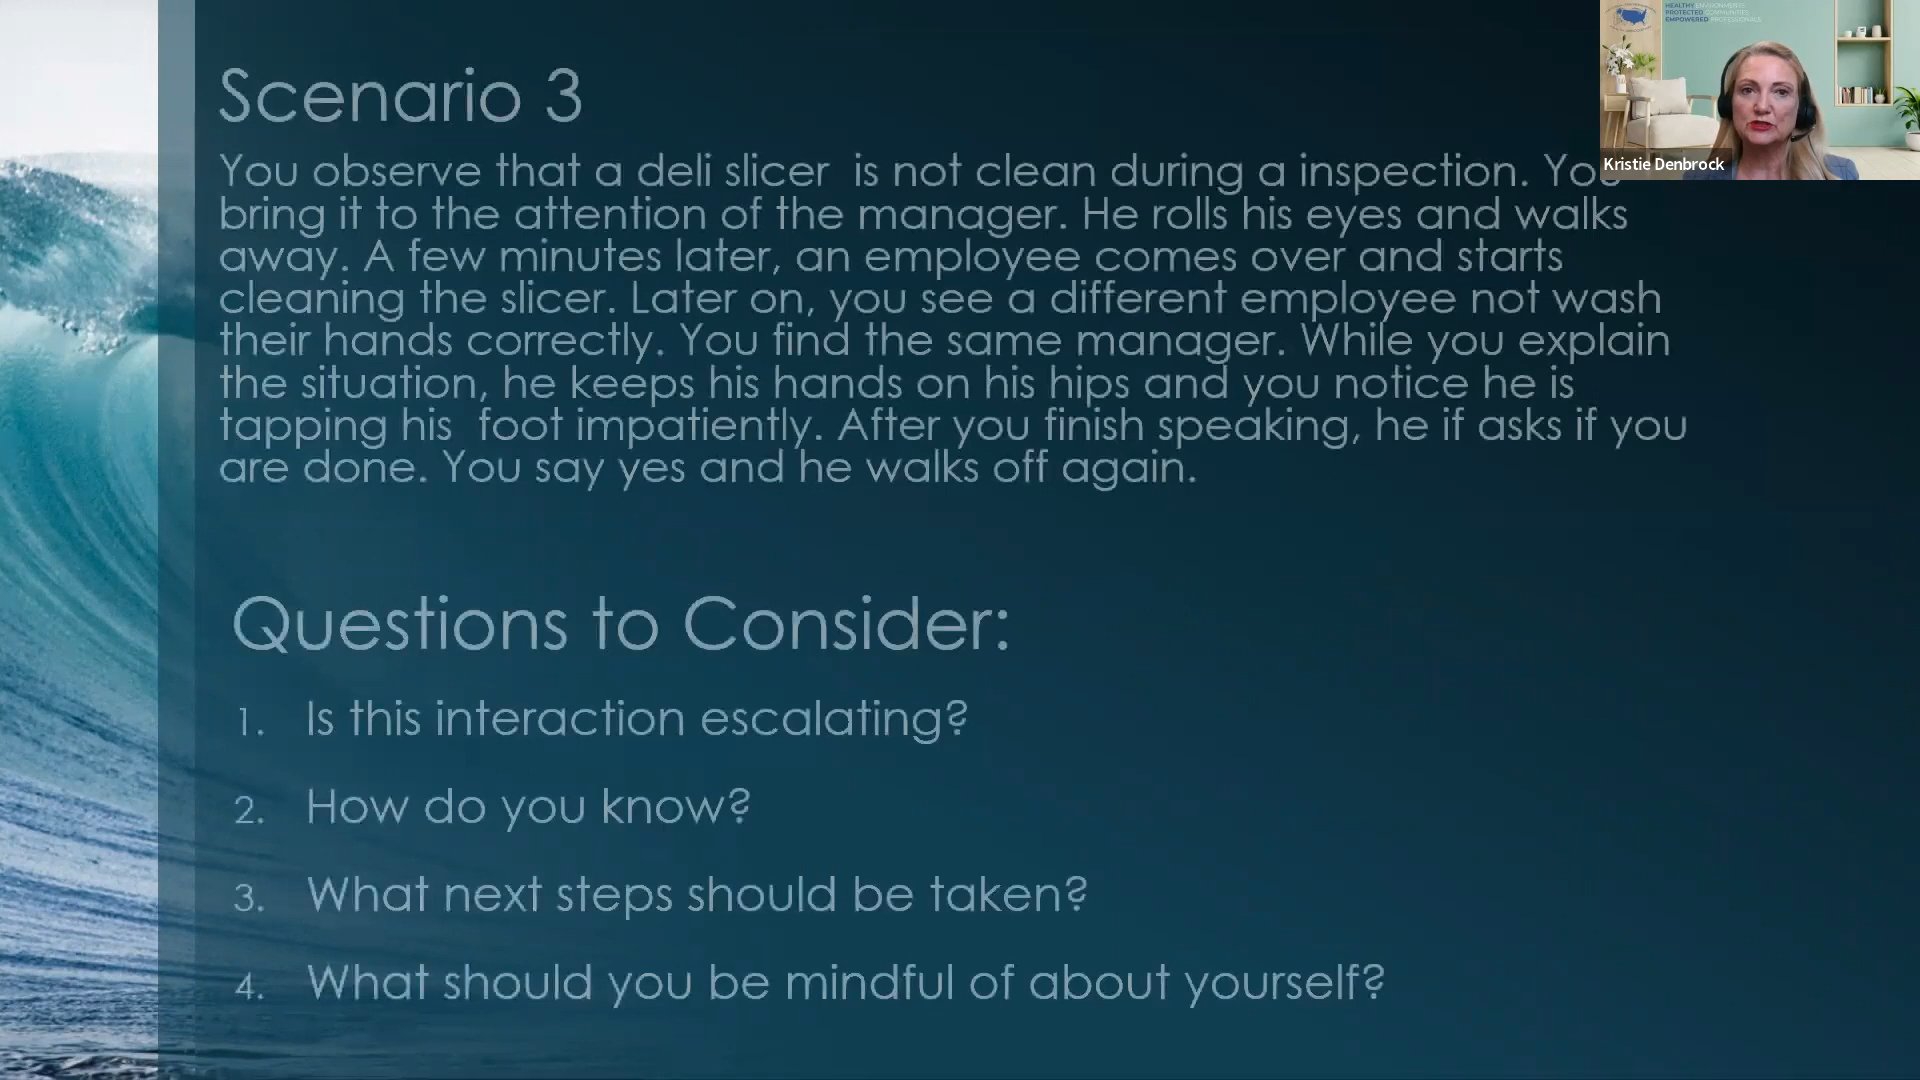 HEALTHY ENVIRONMENTS
PROTECTED COMMUNITIES
EMPOWERED PROFESSIONALS
Kristie Denbrock
Scenario 3
You observe that a deli slicer  is not clean during a inspection. You
bring it to the attention of the manager. He rolls his eyes and walks
away. A few minutes later, an employee comes over and starts
cleaning the slicer. Later on, you see a different employee not wash
their hands correctly. You find the same manager. While you explain
the situation, he keeps his hands on his hips and you notice he is
tapping his  foot impatiently. After you finish speaking, he if asks if you
are done. You say yes and he walks off again.
Questions to Consider:
1. Is this interaction escalating?
2. How do you know?
3. What next steps should be taken?
4. What should you be mindful of about yourself?